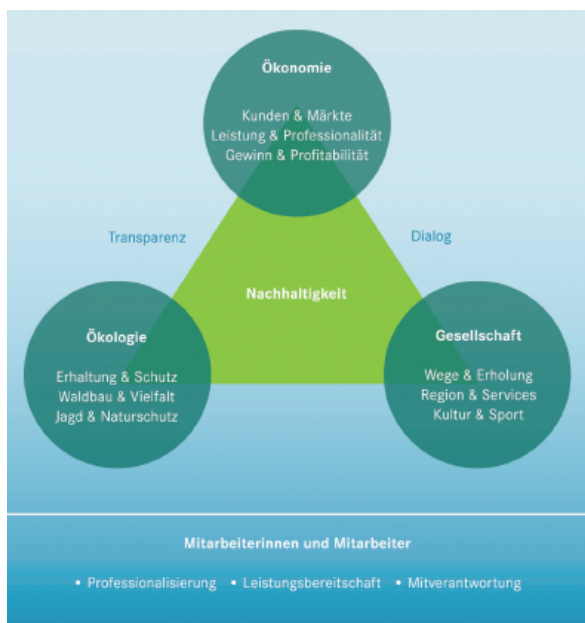 Ökonomie
Kunden & Märkte
Leistung & Professionalität
Gewinn & Profitabilität
Transparenz
Dialog
Nachhaltigkeit
Ökologie
Erhaltung & Schutz
Waldbau & Vielfalt
Jagd & Naturschutz
Gesellschaft
Wege & Erholung
Region & Services
Kultur & Sport
Mitarbeiterinnen und Mitarbeiter
• Professionalisierung • Leistungsbereitschaft • Mitverantwortung